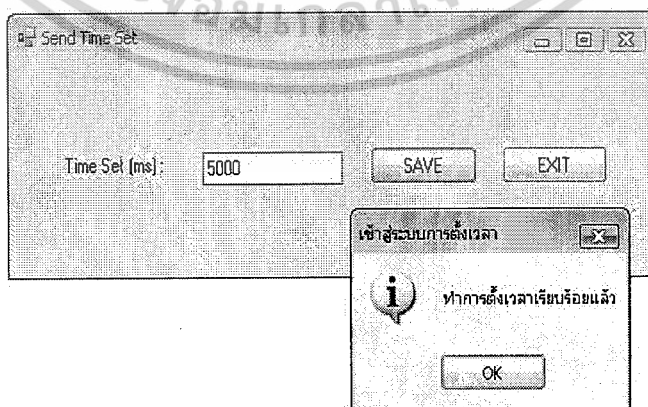 Send Time Set
Time Set (ms) :
5000
SAVE
EXIT
เข้าสู่ระบบการตั้งเวลา
ทำการตั้งเวลาเรียบร้อยแล้ว
OK